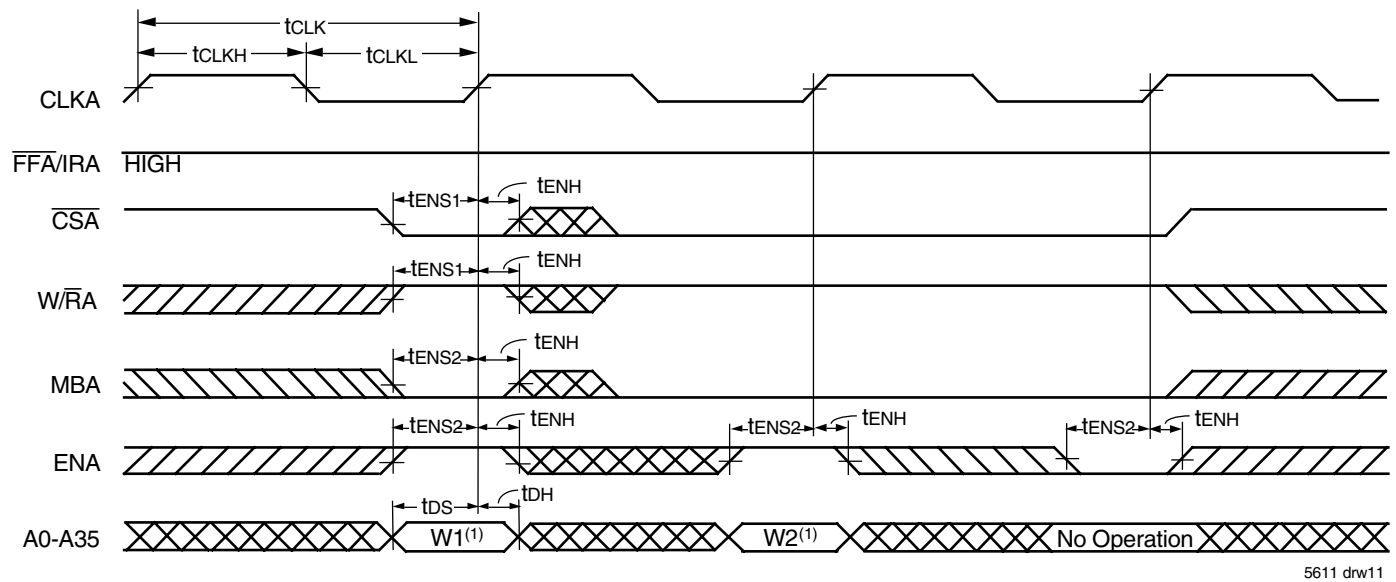 tCLK
tCLKH tCLKL
CLKA
FFA/IRA HIGH
tENS1 tENH
CSA
tENS1 tENH
W/RA
tENS2 tENH
MBA
tENS2 tENH tENS2 tENH tENS2 tENH
ENA
tDS tDH
A0-A35 W1(1) W2(1) No Operation
5611 drw11